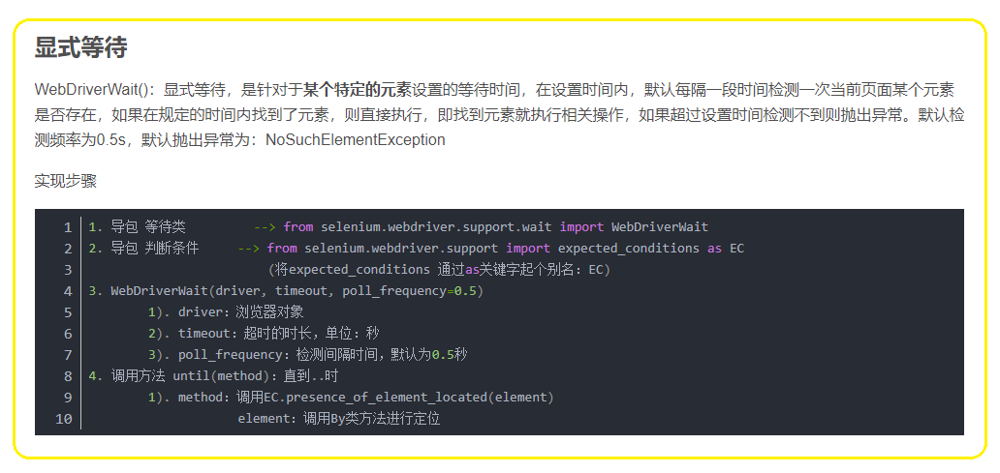 显式等待
WebDriverWait()：显式等待，是针对于某个特定的元素设置的等待时间，在设置时间内，默认每隔一段时间检测一次当前页面某个元素
是否存在，如果在规定的时间内找到了元素，则直接执行，即找到元素就执行相关操作，如果超过设置时间检测不到则抛出异常。默认检
测频率为0.5s，默认抛出异常为：NoSuchElementException
实现步骤
1 1. 导包 等待类 --> from selenium.webdriver.support.wait import WebDriverWait
2 2. 导包 判断条件 --> from selenium.webdriver.support import expected_conditions as EC
3 (将expected_conditions 通过as关键字起个别名：EC)
4 3. WebDriverWait(driver, timeout, poll_frequency=0.5)
5 1). driver：浏览器对象
6 2). timeout：超时的时长，单位：秒
7 3). poll_frequency：检测间隔时间，默认为0.5秒
8 4. 调用方法 until(method)：直到..时
9 1). method：调用EC.presence_of_element_located(element)
10 element：调用By类方法进行定位